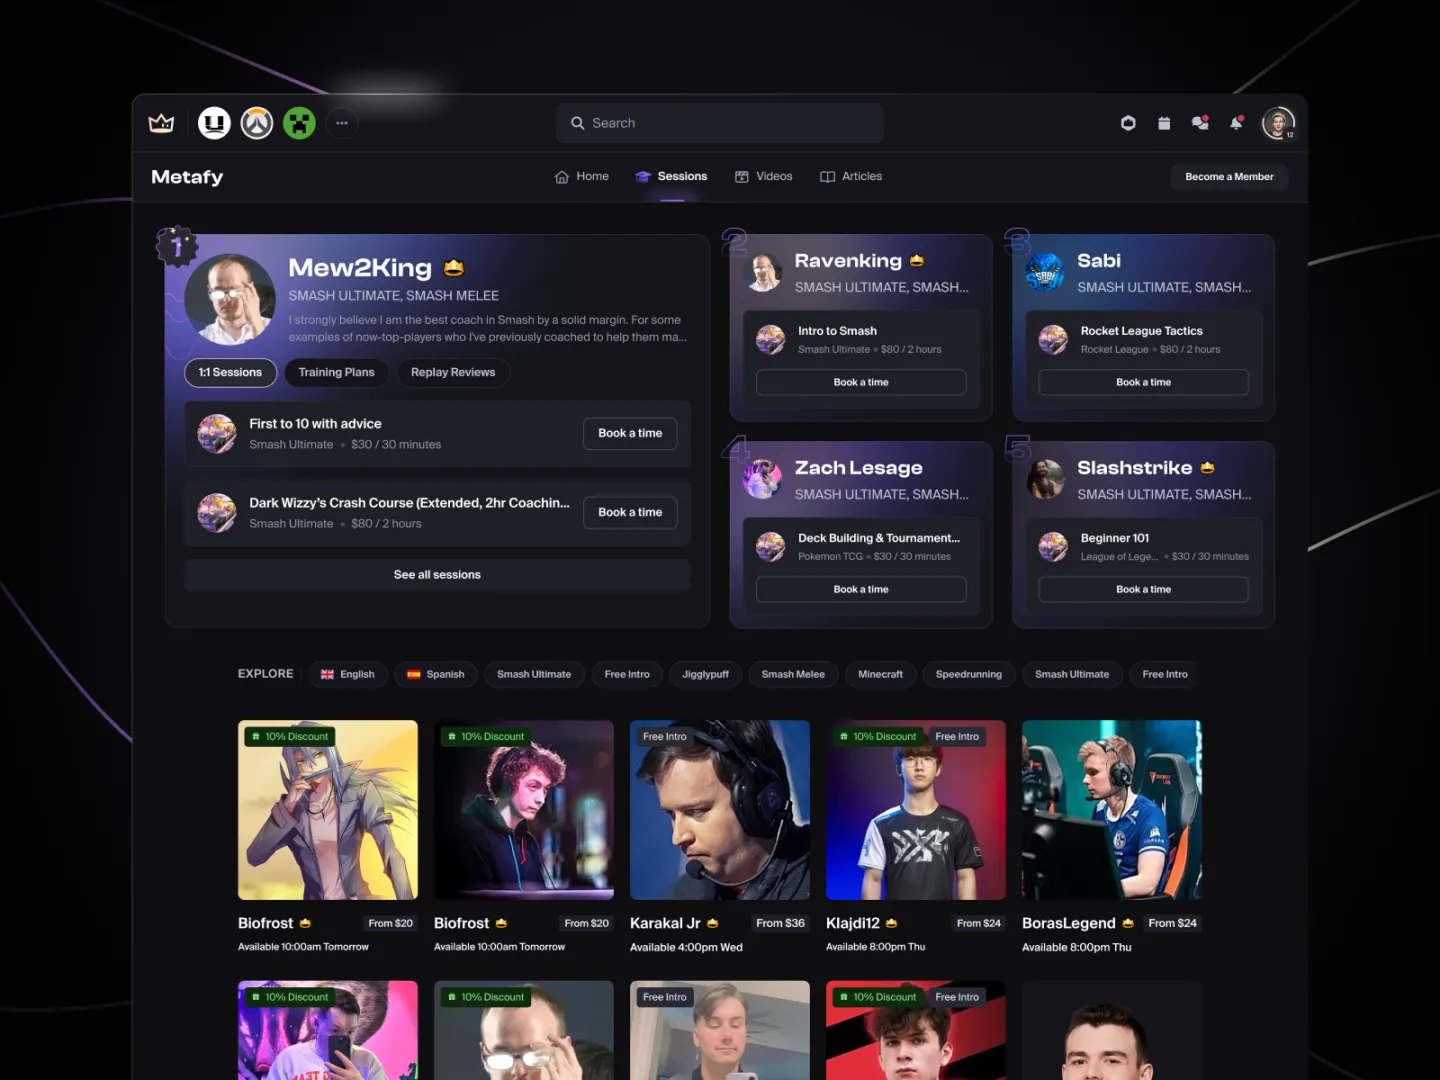 Search
12
Metafy
Home
Sessions
Videos
Articles
Become a Member
1
Mew2King
SMASH ULTIMATE, SMASH MELEE
I strongly believe I am the best coach in Smash by a solid margin. For some
examples of now-top-players who I've previously coached to help them ma...
1:1 Sessions
Training Plans
Replay Reviews
First to 10 with advice
Smash Ultimate • $30 / 30 minutes
Book a time
Dark Wizzy's Crash Course (Extended, 2hr Coachin...
Smash Ultimate • $80 / 2 hours
Book a time
See all sessions
2
Ravenking
SMASH ULTIMATE, SMASH...
Intro to Smash
Smash Ultimate • $80 / 2 hours
Book a time
3
SABI
Sabi
SMASH ULTIMATE, SMASH...
Rocket League Tactics
Rocket League • $80 / 2 hours
Book a time
4
Zach Lesage
SMASH ULTIMATE, SMASH...
Deck Building & Tournament...
Pokemon TCG • $30 / 30 minutes
Book a time
5
Slashstrike
SMASH ULTIMATE, SMASH...
Beginner 101
League of Lege... • $30 / 30 minutes
Book a time
EXPLORE
English
Spanish
Smash Ultimate
Free Intro
Jigglypuff
Smash Melee
Minecraft
Speedrunning
Smash Ultimate
Free Intro
10% Discount
Biofrost
From $20
Available 10:00am Tomorrow
10% Discount
Biofrost
From $20
Available 10:00am Tomorrow
Free Intro
Karakal Jr
From $36
Available 4:00pm Wed
10% Discount
Free Intro
Klajdi12
From $24
Available 8:00pm Thu
BorasLegend
From $24
Available 8:00pm Thu
10% Discount
10% Discount
Free Intro
10% Discount
Free Intro